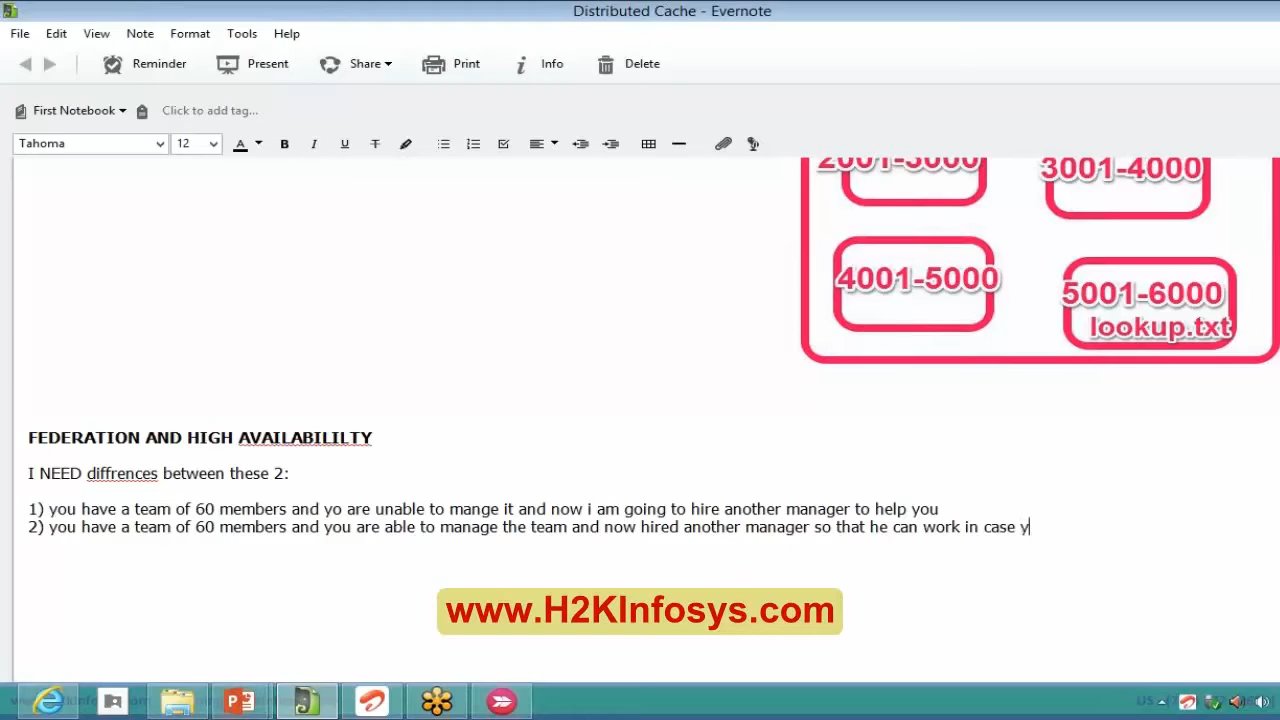 Distributed Cache - Evernote
File Edit View Note Format Tools Help
Reminder Present Share Print Info Delete
First Notebook Click to add tag...
Tahoma 12
2001-3000 3001-4000
4001-5000 5001-6000
lookup.txt
FEDERATION AND HIGH AVAILABILILTY
I NEED diffrences between these 2:
1) you have a team of 60 members and yo are unable to mange it and now i am going to hire another manager to help you
2) you have a team of 60 members and you are able to manage the team and now hired another manager so that he can work in case y
www.H2KInfosys.com
US